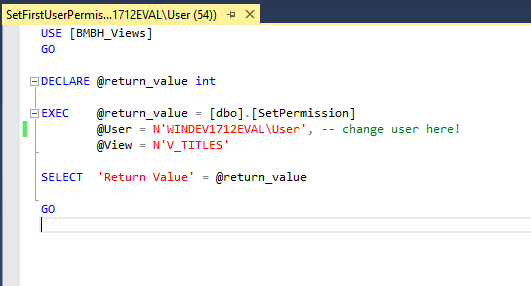 SetFirstUserPermis...1712EVAL\User (54))
USE [BMBH_Views]
GO
DECLARE @return_value int
EXEC    @return_value = [dbo].[SetPermission]
        @User = N'WINDEV1712EVAL\User', -- change user here!
        @View = N'V_TITLES'
SELECT  'Return Value' = @return_value
GO